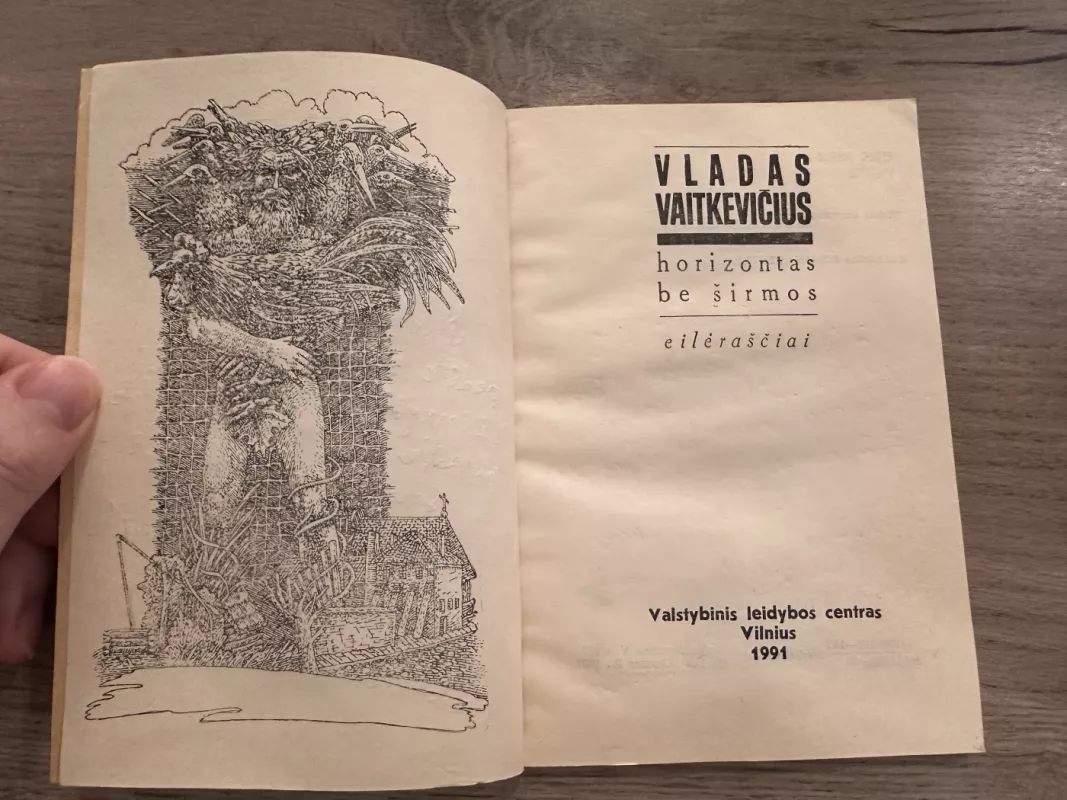 VLADAS
VAITKEVIČIUS
horizontas
be širmos
eilėraščiai
Valstybinis leidybos centras
Vilnius
1991